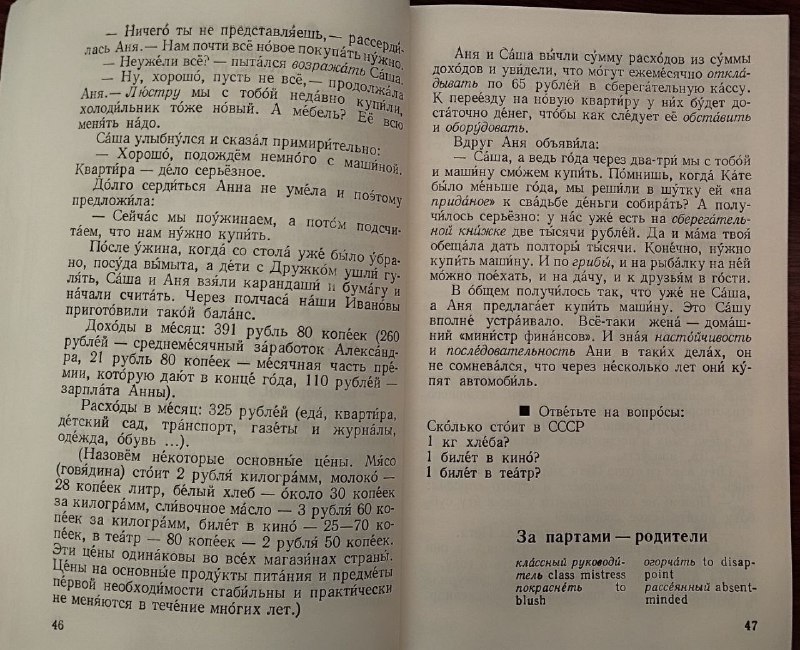 — Ничего́ ты не представля́ешь,— рассерди́-
лась А́ня.— Нам почти́ всё но́вое покупа́ть ну́жно.
— Неуже́ли всё? — пыта́лся возража́ть Са́ша.
— Ну, хорошо́, пусть не всё,— продолжа́ла
А́ня.— Лю́стру мы с тобо́й неда́вно купи́ли,
холоди́льник то́же но́вый. А ме́бель? Её всю
меня́ть на́до.
Са́ша улыбну́лся и сказа́л примири́тельно:
— Хорошо́, подождём немно́го с маши́ной.
Кварти́ра — де́ло серьёзное.
До́лго серди́ться А́нна не уме́ла и поэ́тому
предложи́ла:
— Сейча́с мы поу́жинаем, а пото́м подсчи-
та́ем, что нам ну́жно купи́ть.
По́сле у́жина, когда́ со стола́ уже́ бы́ло у́бра-
но, посу́да вы́мыта, а де́ти с Дружко́м ушли́ гу-
ля́ть, Са́ша и А́ня взя́ли карандаши́ и бума́гу и
на́чали счита́ть. Че́рез полчаса́ на́ши Ивано́вы
пригото́вили тако́й бала́нс.
Дохо́ды в ме́сяц: 391 рубль 80 копе́ек (260
рубле́й — среднеме́сячный за́работок Алекса́нд-
ра, 21 рубль 80 копе́ек — ме́сячная часть пре́-
мии, кото́рую даю́т в конце́ го́да, 110 рубле́й —
зарпла́та А́нны).
Расхо́ды в ме́сяц: 325 рубле́й (еда́, кварти́ра,
де́тский сад, тра́нспорт, газе́ты и журна́лы,
оде́жда, о́бувь ...).
(Назовём не́которые основны́е це́ны. Мя́со
(говя́дина) сто́ит 2 рубля́ килогра́мм, молоко́ —
28 копе́ек литр, бе́лый хлеб — о́коло 30 копе́ек
за килогра́мм, сли́вочное ма́сло — 3 рубля́ 60 ко-
пе́ек за килогра́мм, биле́т в кино́ — 25—70 ко-
пе́ек, в теа́тр — 80 копе́ек — 2 рубля́ 50 копе́ек.
Э́ти це́ны одина́ковы во всех магази́нах страны́.
Це́ны на основны́е проду́кты пита́ния и предме́ты
пе́рвой необходи́мости стаби́льны и практи́чески
не меня́ются в тече́ние мно́гих лет.)
46
А́ня и Са́ша вы́чли су́мму расхо́дов из су́ммы
дохо́дов и уви́дели, что мо́гут ежеме́сячно откла́-
дывать по 65 рубле́й в сберега́тельную ка́ссу.
К перее́зду на но́вую кварти́ру у ни́х бу́дет до-
ста́точно де́нег, что́бы как сле́дует её обста́вить
и обору́довать.
Вдруг А́ня объяви́ла:
— Са́ша, а ведь го́да че́рез два-три́ мы с тобо́й
и маши́ну смо́жем купи́ть. По́мнишь, когда́ Ка́те
бы́ло ме́ньше го́да, мы реши́ли в шу́тку ей «на
прида́ное» к сва́дьбе де́ньги собира́ть? А полу-
чи́лось серьёзно: у нас уже́ есть на сберега́тель-
ной кни́жке две ты́сячи рубле́й. Да и ма́ма твоя́
обеща́ла дать полторы́ ты́сячи. Коне́чно, ну́жно
купи́ть маши́ну. И по грибы́, и на рыба́лку на не́й
мо́жно пое́хать, и на да́чу, и к друзья́м в го́сти.
В о́бщем получи́лось так, что уже́ не Са́ша,
а А́ня предлага́ет купи́ть маши́ну. Э́то Са́шу
вполне́ устра́ивало. Всё-таки жена́ — дома́ш-
ний «мини́стр фина́нсов». И зна́я насто́йчивость
и после́довательность А́ни в таки́х дела́х, он
не сомнева́лся, что че́рез не́сколько лет они́ ку́-
пят автомоби́ль.
■ Отве́тьте на вопро́сы:
Ско́лько сто́ит в СССР
1 кг хле́ба?
1 биле́т в кино́?
1 биле́т в теа́тр?
За партами — родители
кла́ссный руководи́-
тель class mistress
покрасне́ть to
blush
огорча́ть to disap-
point
рассе́янный absent-
minded
47